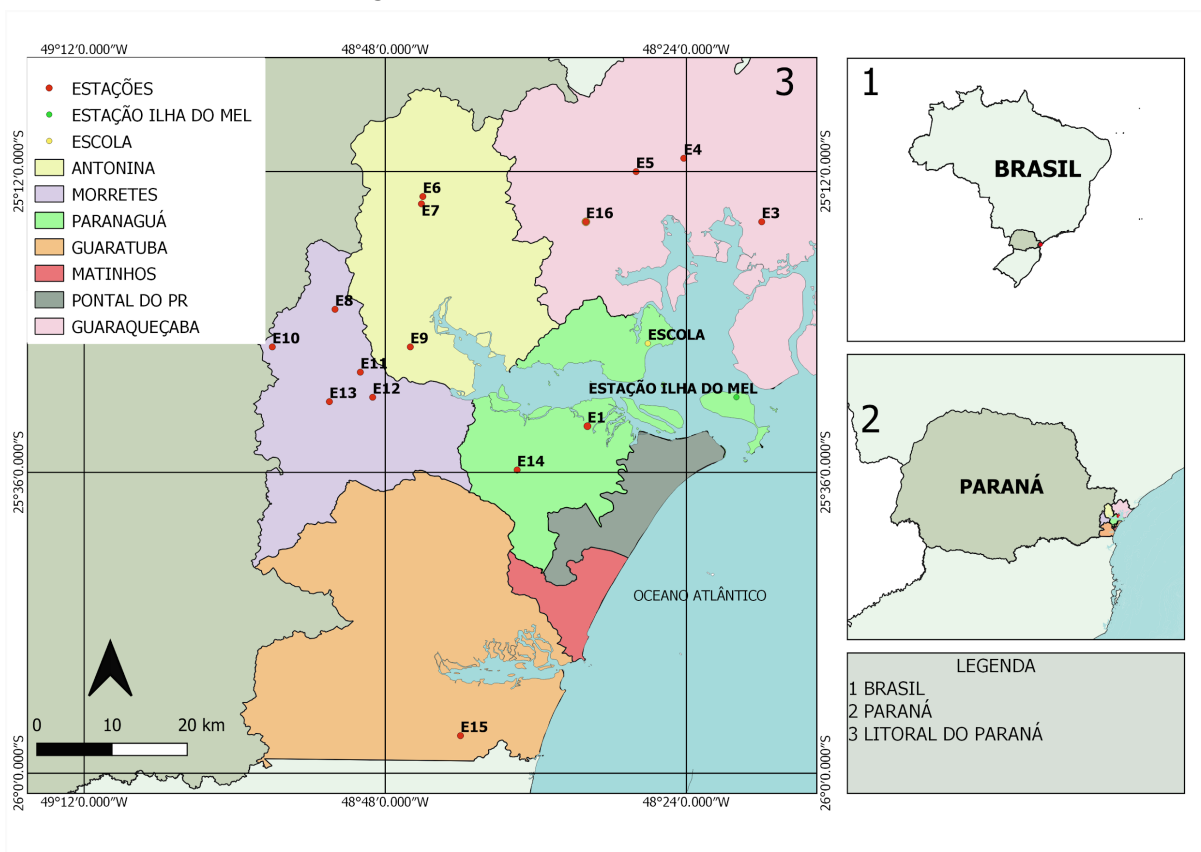 49°12′0.000″W
48°48′0.000″W
48°24′0.000″W
3
ESTAÇÕES
ESTAÇÃO ILHA DO MEL
ESCOLA
ANTONINA
MORRETES
PARANAGUÁ
GUARATUBA
MATINHOS
PONTAL DO PR
GUARAQUEÇABA
25°12′0.000″S
25°12′0.000″S
E4
E5
E6
E7
E16
E3
E8
E10
E9
ESCOLA
E11
E12
E13
ESTAÇÃO ILHA DO MEL
E1
E14
25°36′0.000″S
25°36′0.000″S
OCEANO ATLÂNTICO
0 10 20 km
E15
26°0′0.000″S
26°0′0.000″S
49°12′0.000″W
48°48′0.000″W
48°24′0.000″W
1
BRASIL
2
PARANÁ
LEGENDA
1 BRASIL
2 PARANÁ
3 LITORAL DO PARANÁ